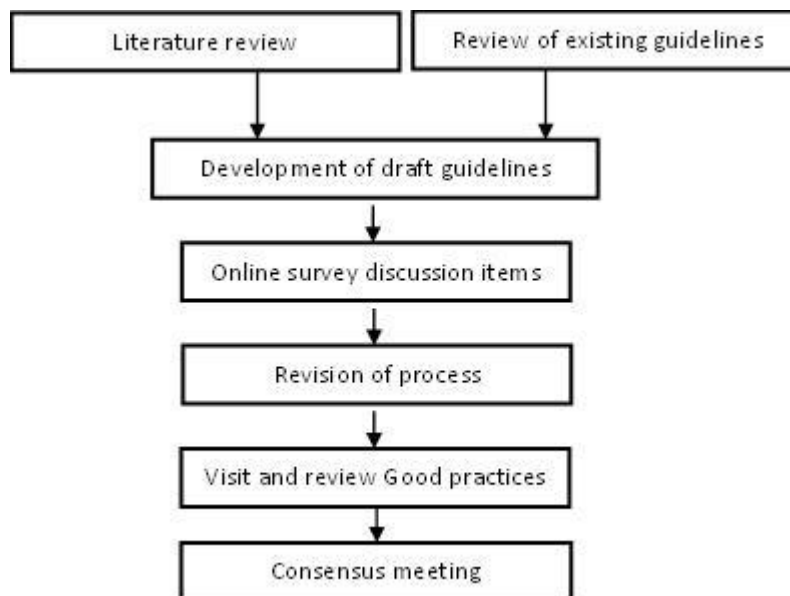 Literature review
Review of existing guidelines
Development of draft guidelines
Online survey discussion items
Revision of process
Visit and review Good practices
Consensus meeting